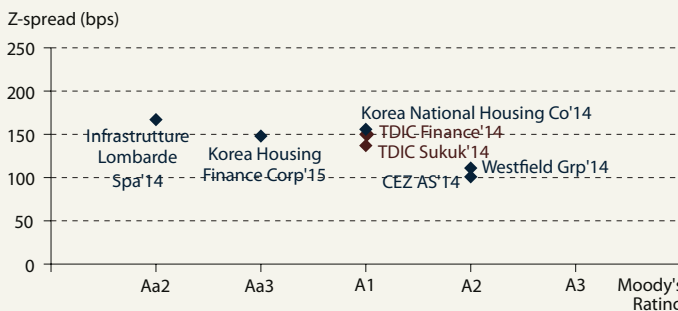 Z-spread (bps)
250
200
150
100
50
0
Korea National Housing Co'14
TDIC Finance'14
TDIC Sukuk'14
Infrastrutture
Lombarde
Spa'14
Korea Housing
Finance Corp'15
Westfield Grp'14
CEZ AS'14
Aa2
Aa3
A1
A2
A3
Moody's
Rating